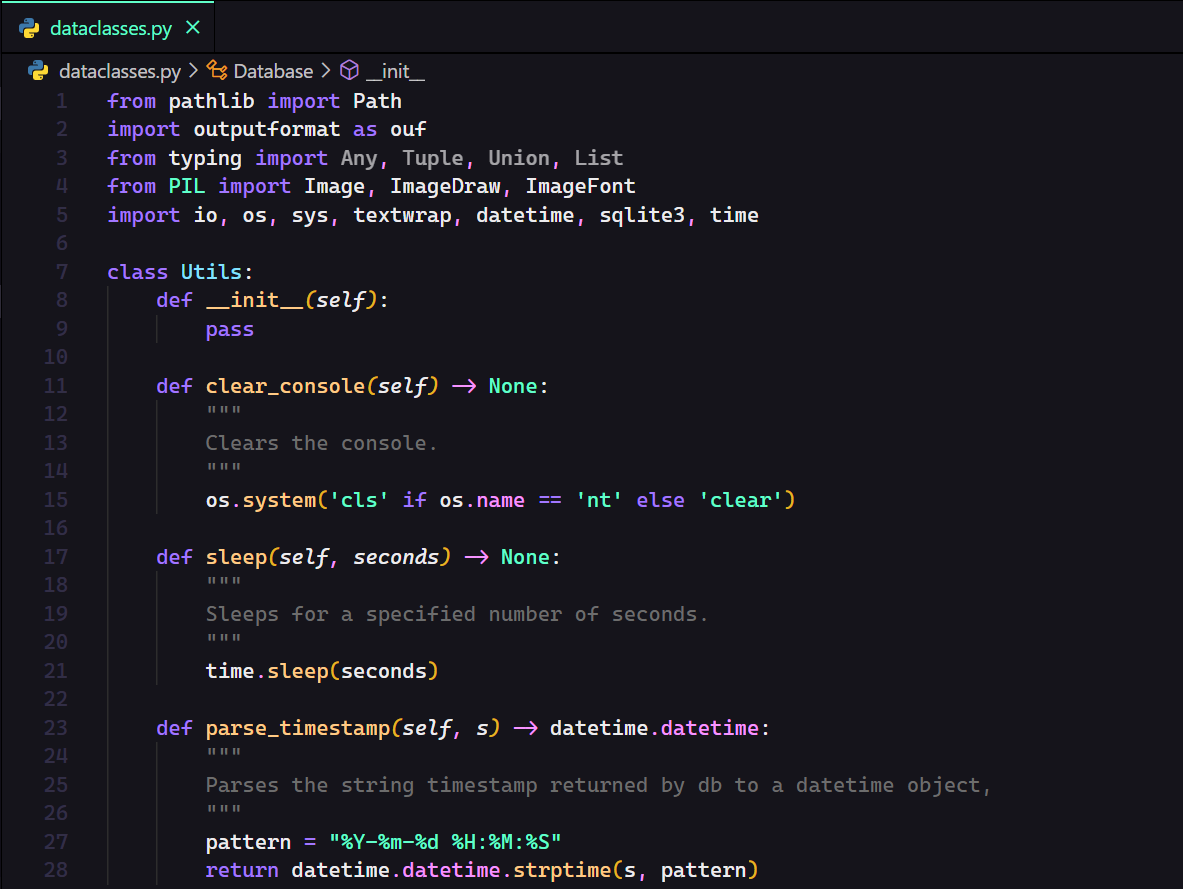 dataclasses.py ×
dataclasses.py > Database > __init__
1 from pathlib import Path
2 import outputformat as ouf
3 from typing import Any, Tuple, Union, List
4 from PIL import Image, ImageDraw, ImageFont
5 import io, os, sys, textwrap, datetime, sqlite3, time
6
7 class Utils:
8     def __init__(self):
9         pass
10
11     def clear_console(self) → None:
12         """
13         Clears the console.
14         """
15         os.system('cls' if os.name == 'nt' else 'clear')
16
17     def sleep(self, seconds) → None:
18         """
19         Sleeps for a specified number of seconds.
20         """
21         time.sleep(seconds)
22
23     def parse_timestamp(self, s) → datetime.datetime:
24         """
25         Parses the string timestamp returned by db to a datetime object,
26         """
27         pattern = "%Y-%m-%d %H:%M:%S"
28         return datetime.datetime.strptime(s, pattern)